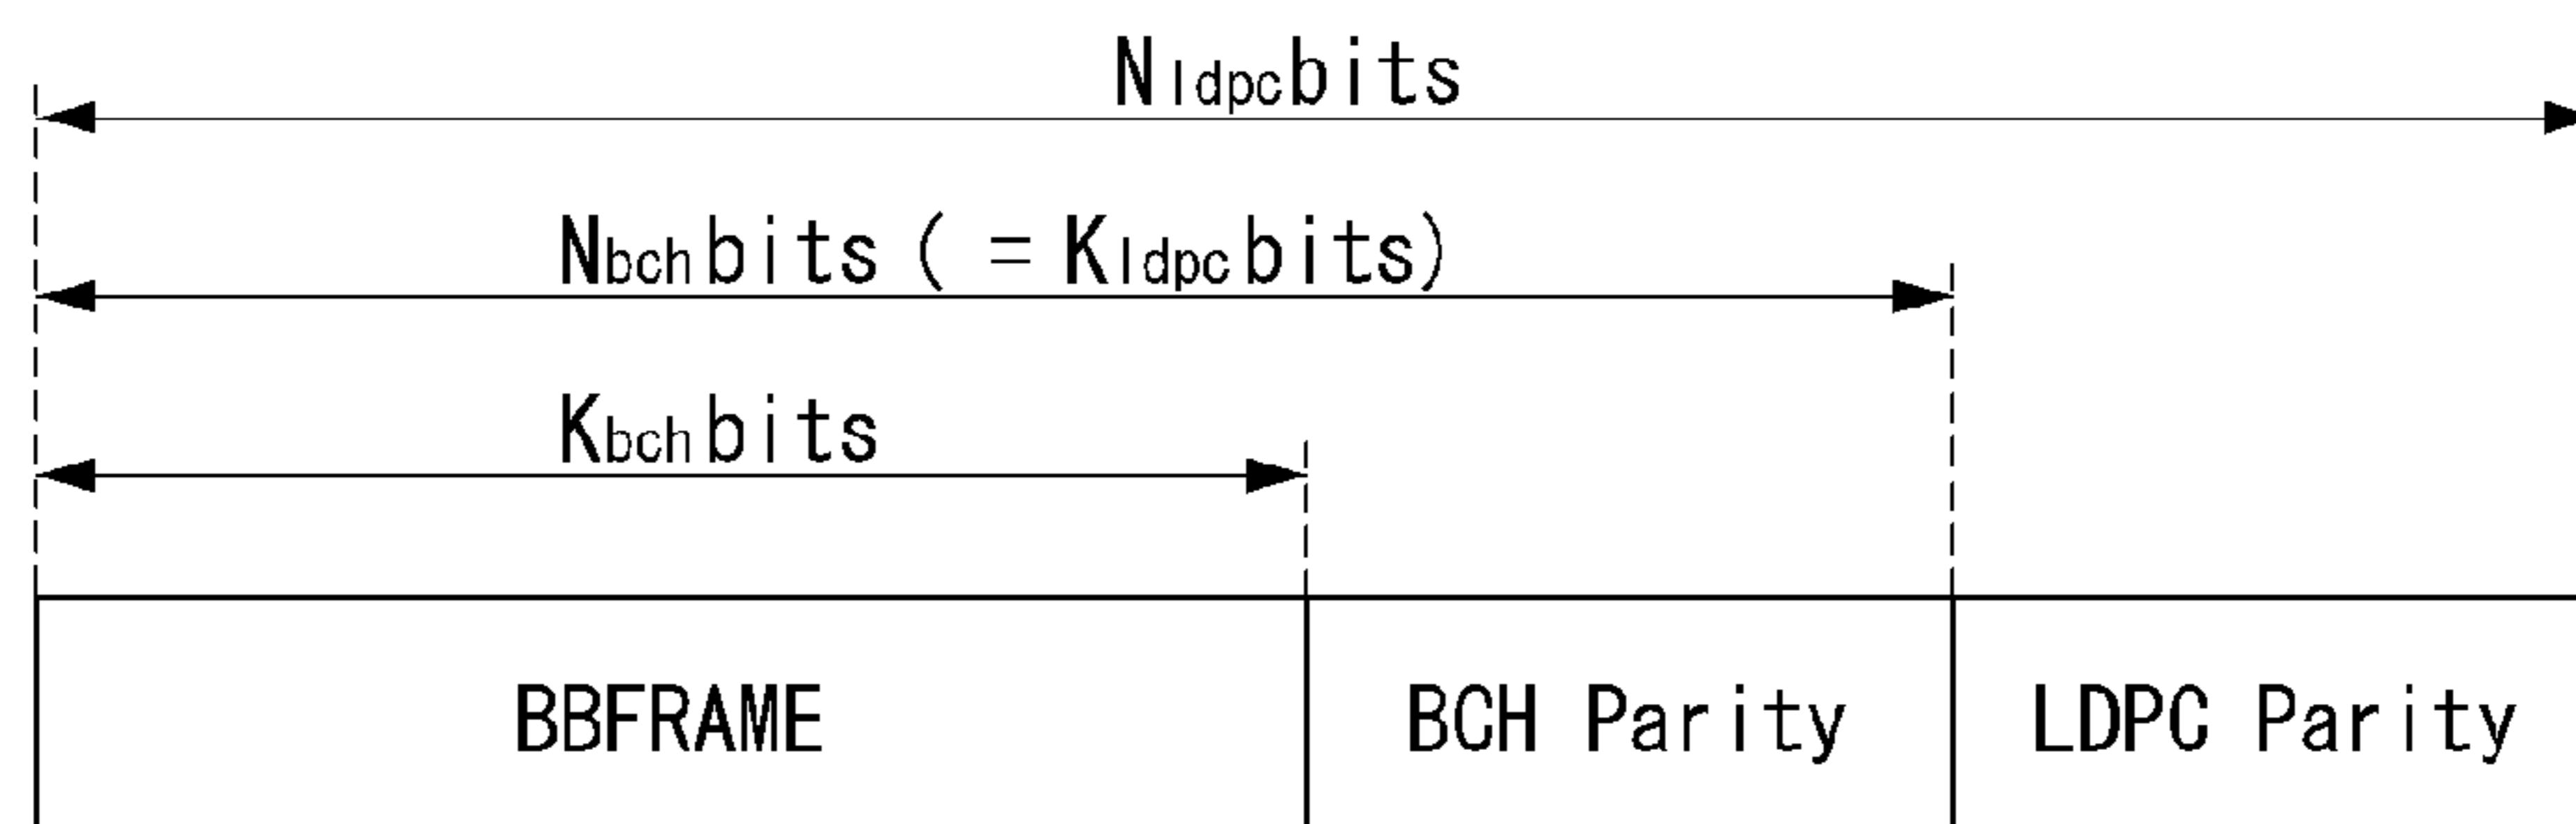 Nldpcbits
Nbchbits ( = Kldpcbits)
Kbchbits
BBFRAME BCH Parity LDPC Parity